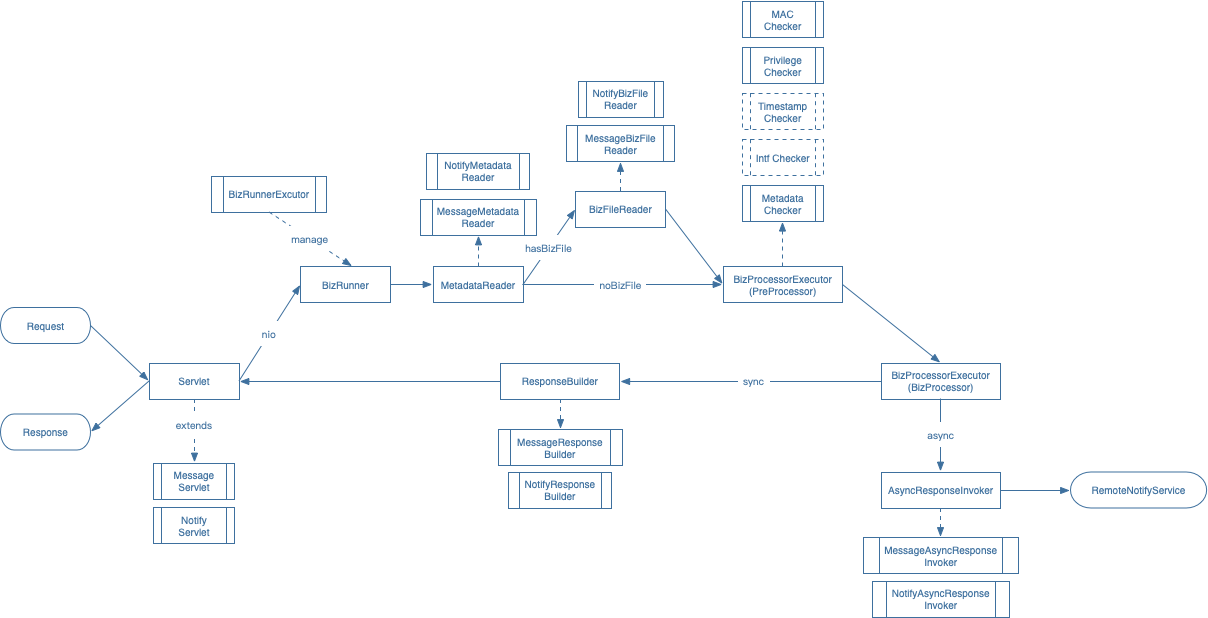 MAC
Checker
Privilege
Checker
Timestamp
Checker
Intf Checker
Metadata
Checker
NotifyBizFile
Reader
MessageBizFile
Reader
BizFileReader
NotifyMetadata
Reader
MessageMetadata
Reader
BizRunnerExcutor
manage
hasBizFile
BizRunner
MetadataReader
noBizFile
BizProcessorExecutor
(PreProcessor)
Request
nio
Servlet
ResponseBuilder
sync
BizProcessorExecutor
(BizProcessor)
Response
extends
async
Message
Servlet
Notify
Servlet
MessageResponse
Builder
NotifyResponse
Builder
AsyncResponseInvoker
RemoteNotifyService
MessageAsyncResponse
Invoker
NotifyAsyncResponse
Invoker